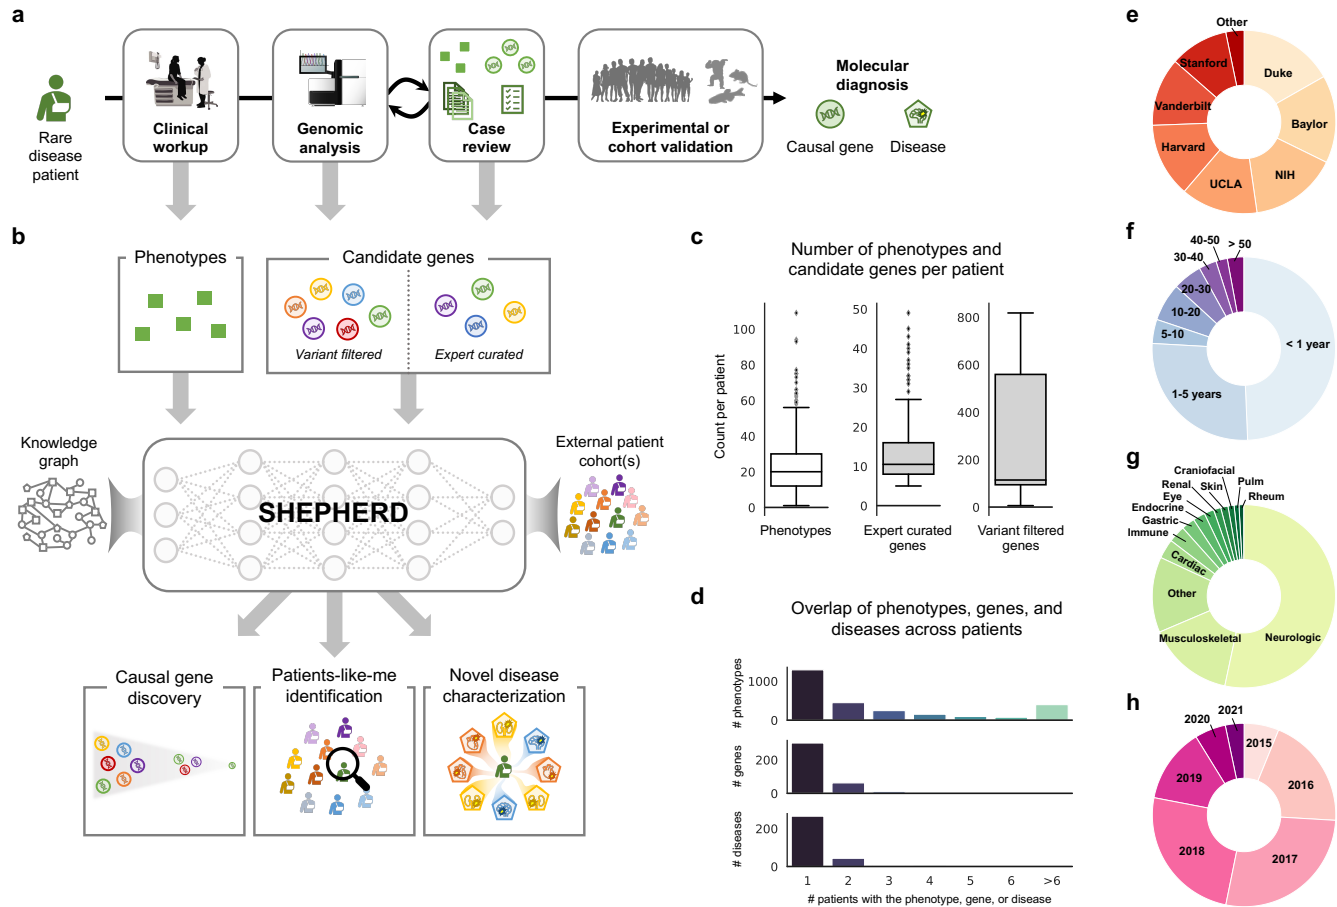 a
Rare
disease
patient
Clinical
workup
Genomic
analysis
Case
review
Experimental or
cohort validation
Molecular
diagnosis
Causal gene
Disease
b
Phenotypes
Candidate genes
Variant filtered
Expert curated
Knowledge
graph
SHEPHERD
External patient
cohort(s)
Causal gene
discovery
Patients-like-me
identification
Novel disease
characterization
c
Number of phenotypes and
candidate genes per patient
Count per patient
100
80
60
40
20
0
Phenotypes
50
40
30
20
10
0
Expert curated
genes
800
600
400
200
0
Variant filtered
genes
d
Overlap of phenotypes, genes, and
diseases across patients
# phenotypes
1000
0
# genes
200
0
# diseases
200
0
1 2 3 4 5 6 >6
# patients with the phenotype, gene, or disease
e
Other
Stanford
Duke
Vanderbilt
Baylor
Harvard
NIH
UCLA
f
40-50
> 50
30-40
20-30
10-20
5-10
< 1 year
1-5 years
g
Craniofacial
Pulm
Renal
Skin
Rheum
Eye
Endocrine
Gastric
Immune
Cardiac
Other
Musculoskeletal
Neurologic
h
2021
2020
2015
2019
2016
2018
2017